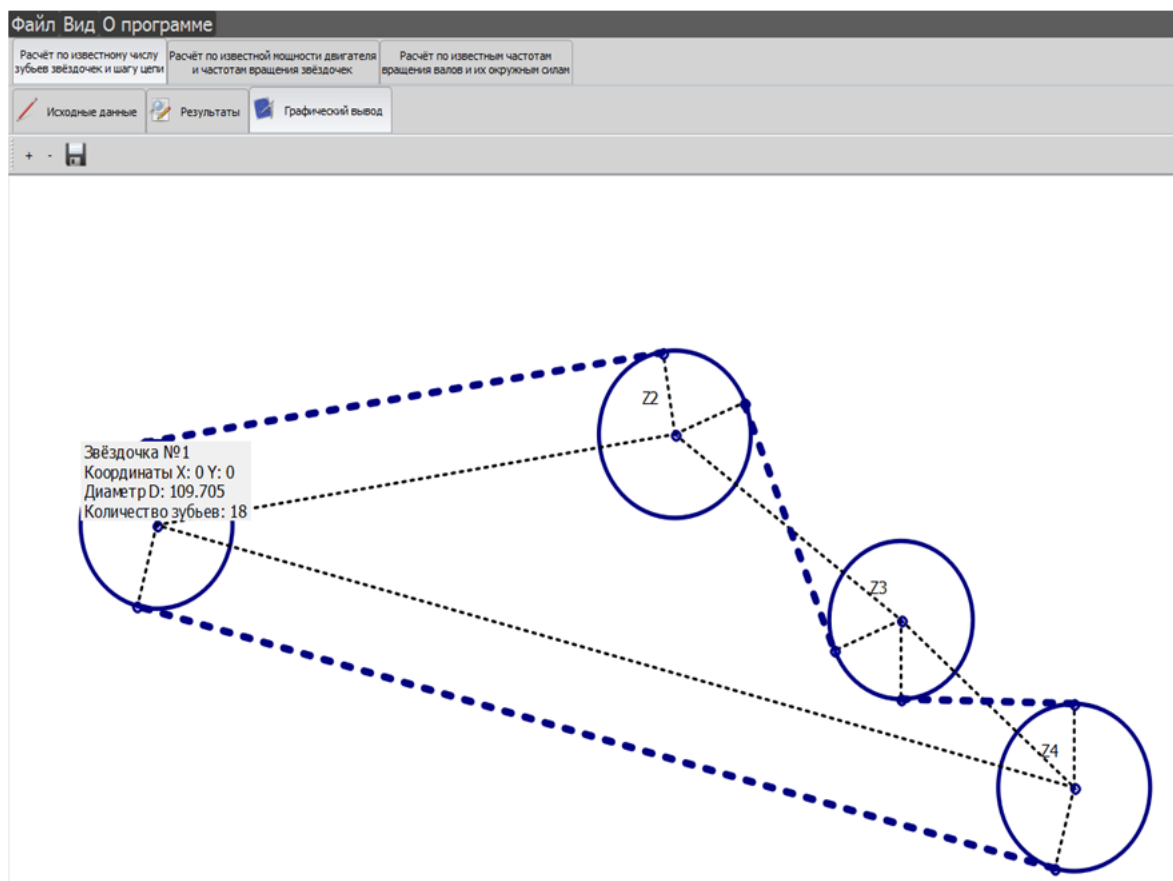 Файл Вид О программе
Расчёт по известному числу
зубьев звёздочек и шагу цепи
Расчёт по известной мощности двигателя
и частотам вращения звёздочек
Расчёт по известным частотам
вращения валов и их окружным силам
Исходные данные
Результаты
Графический вывод
+ -
Z2
Звёздочка №1
Координаты X: 0 Y: 0
Диаметр D: 109.705
Количество зубьев: 18
Z3
Z4